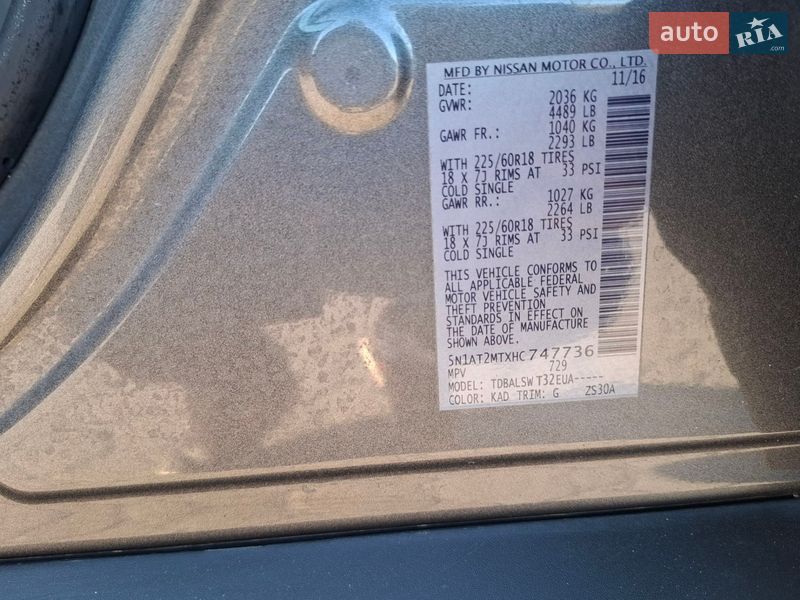 auto RIA .com
MFD BY NISSAN MOTOR CO., LTD.
DATE: 11/16
GVWR: 2036 KG
4489 LB
GAWR FR.: 1040 KG
2293 LB
WITH 225/60R18 TIRES
18 x 7J RIMS AT 33 PSI
COLD SINGLE
GAWR RR.: 1027 KG
2264 LB
WITH 225/60R18 TIRES
18 x 7J RIMS AT 33 PSI
COLD SINGLE
THIS VEHICLE CONFORMS TO
ALL APPLICABLE FEDERAL
MOTOR VEHICLE SAFETY AND
THEFT PREVENTION
STANDARDS IN EFFECT ON
THE DATE OF MANUFACTURE
SHOWN ABOVE.
5N1AT2MTXHC747736
MPV 729
MODEL: TDBALSW T32EUA-----
COLOR: KAD TRIM: G ZS30A